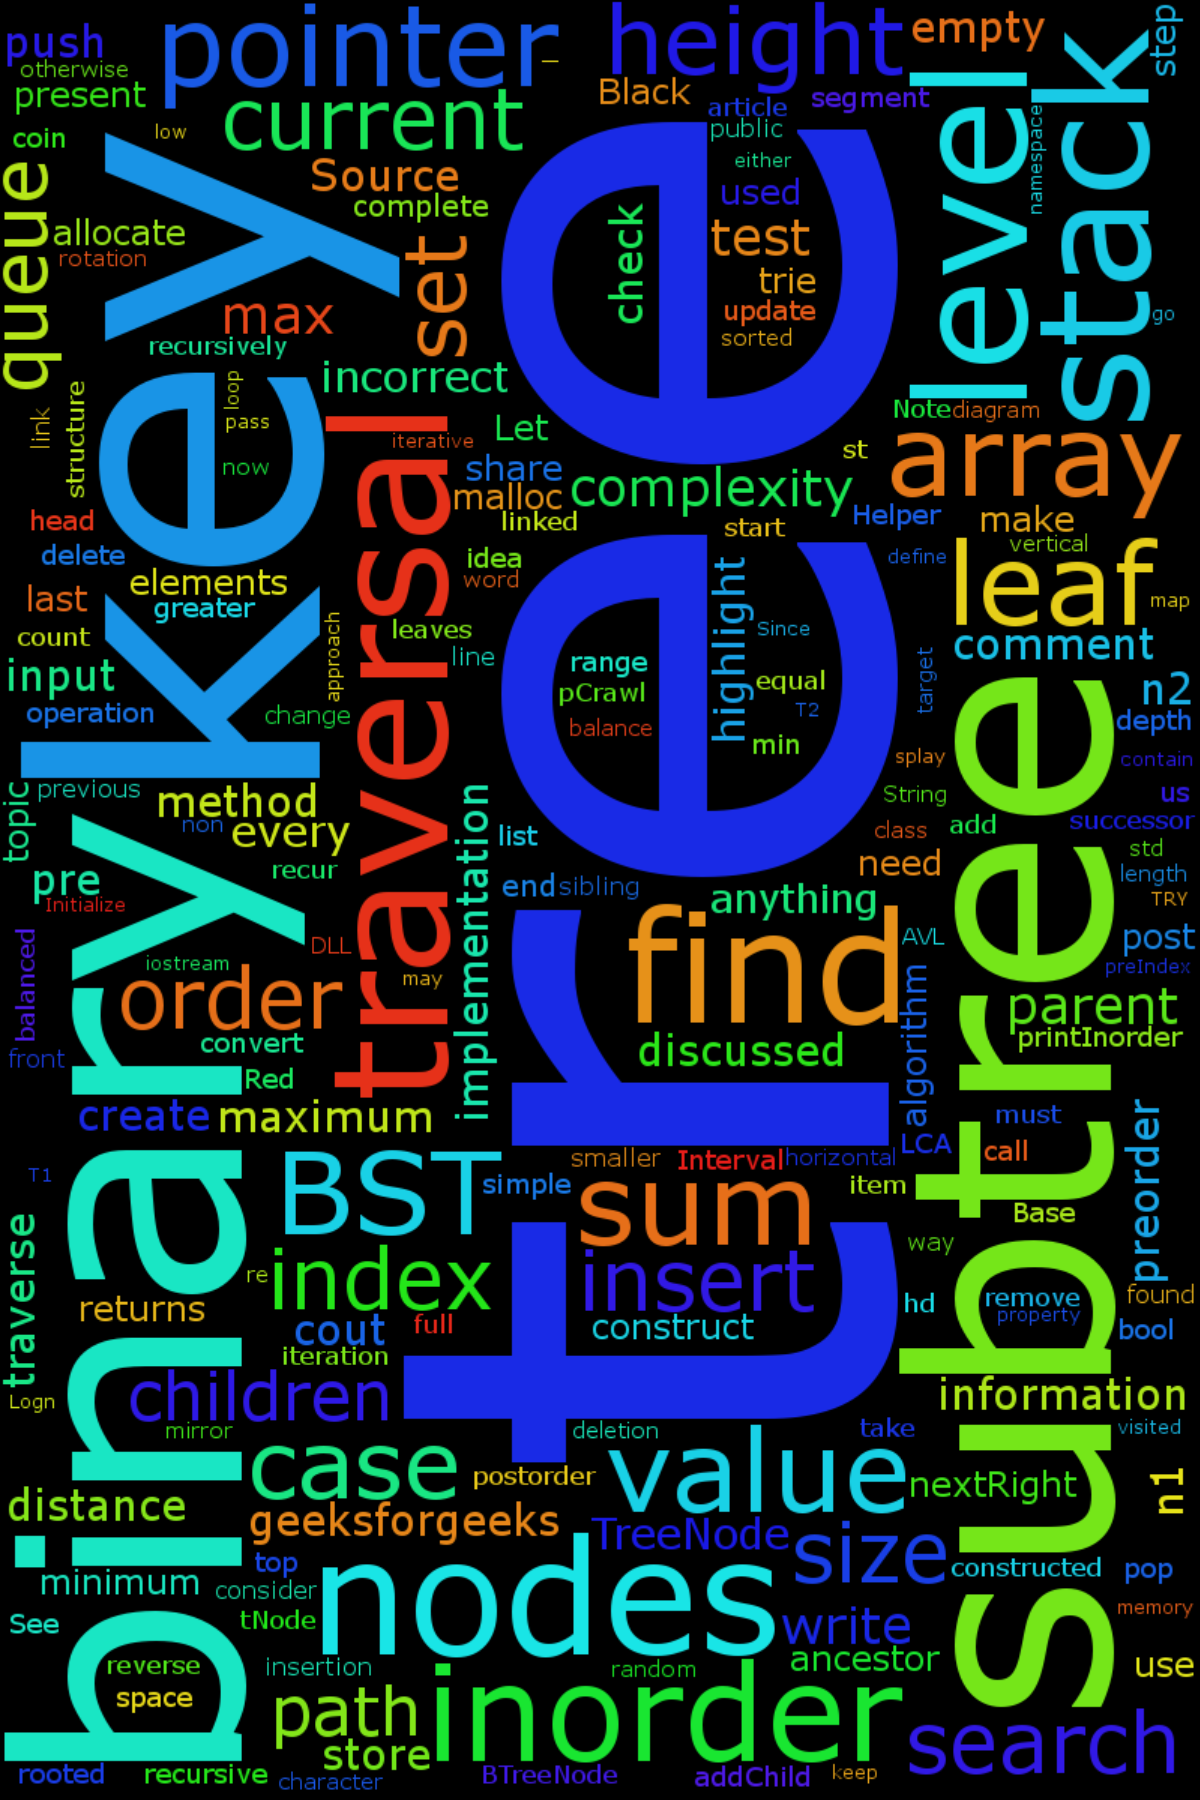 push
pointer
height
empty
step
otherwise
present
Black
article
segment
coin
low
current
public
either
namespace
level
stack
queue
key
Source
complete
used
check
test
trie
update
sorted
allocate
rotation
set
max
recursively
incorrect
go
link
structure
loop
pass
now
traversal
iterative
Let
share
malloc
linked
complexity
st
Note
diagram
array
head
delete
start
Helper
make
idea
word
define
vertical
elements
greater
last
count
leaf
map
highlight
Since
approach
leaves
line
range
pCrawl
balance
equal
T2
min
target
comment
n2
depth
input
operation
change
tree
splay
contain
topic
previous
method
non
every
implementation
list
String
us
class
add
successor
std
recur
pre
Initialize
end
sibling
need
length
TRY
anything
balanced
iostream
DLL
may
find
AVL
post
preIndex
order
parent
printInorder
front
convert
discussed
algorithm
Red
create
maximum
subtree
must
preorder
T1
BST
simple
smaller
Interval
horizontal
LCA
call
sum
item
Base
traverse
re
index
insert
way
returns
cout
full
construct
hd
remove
property
found
bool
iteration
Logn
binary
children
information
mirror
deletion
take
visited
case
postorder
value
nextRight
n1
distance
geeksforgeeks
TreeNode
size
constructed
pop
top
minimum
consider
nodes
memory
See
tNode
write
reverse
space
insertion
random
ancestor
use
path
store
inorder
search
rooted
recursive
character
BTreeNode
addChild
keep